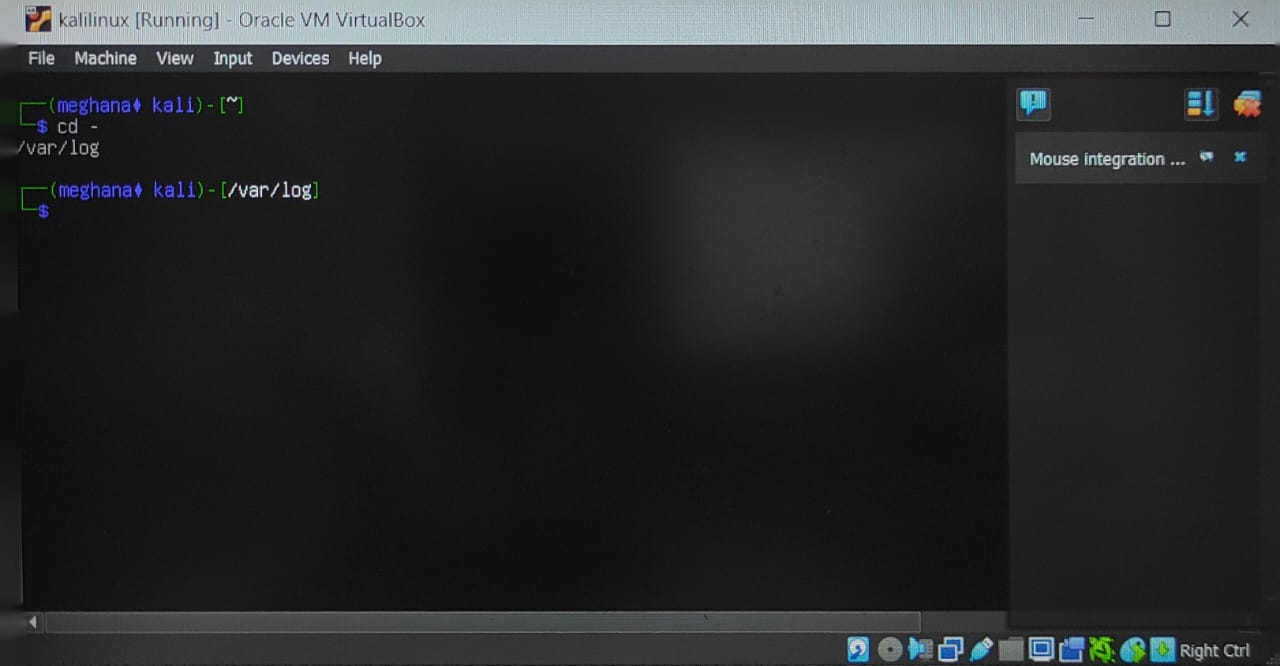 kalilinux [Running] - Oracle VM VirtualBox
File Machine View Input Devices Help
┌──(meghana♦ kali)-[~]
└─$ cd -
/var/log
┌──(meghana♦ kali)-[/var/log]
└─$
Mouse integration ...
Right Ctrl